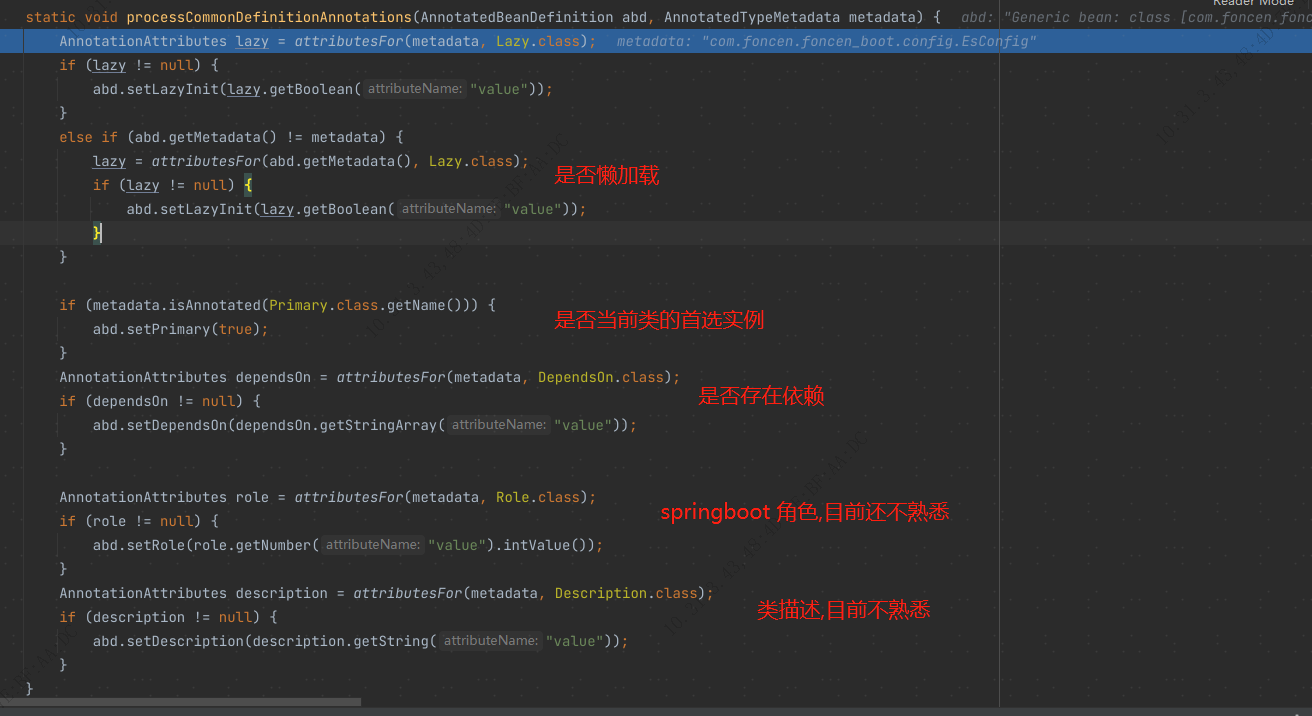 Reader Mode
static void processCommonDefinitionAnnotations(AnnotatedBeanDefinition abd, AnnotatedTypeMetadata metadata) { abd: "Generic bean: class [com.foncen.fonc
AnnotationAttributes lazy = attributesFor(metadata, Lazy.class); metadata: "com.foncen.foncen_boot.config.EsConfig"
if (lazy != null) {
abd.setLazyInit(lazy.getBoolean( attributeName: "value"));
}
else if (abd.getMetadata() != metadata) {
lazy = attributesFor(abd.getMetadata(), Lazy.class);
是否懒加载
if (lazy != null) {
abd.setLazyInit(lazy.getBoolean( attributeName: "value"));
}
}
if (metadata.isAnnotated(Primary.class.getName())) {
是否当前类的首选实例
abd.setPrimary(true);
}
AnnotationAttributes dependsOn = attributesFor(metadata, DependsOn.class);
是否存在依赖
if (dependsOn != null) {
abd.setDependsOn(dependsOn.getStringArray( attributeName: "value"));
}
AnnotationAttributes role = attributesFor(metadata, Role.class);
springboot 角色,目前还不熟悉
if (role != null) {
abd.setRole(role.getNumber( attributeName: "value").intValue());
}
AnnotationAttributes description = attributesFor(metadata, Description.class);
类描述,目前不熟悉
if (description != null) {
abd.setDescription(description.getString( attributeName: "value"));
}
}